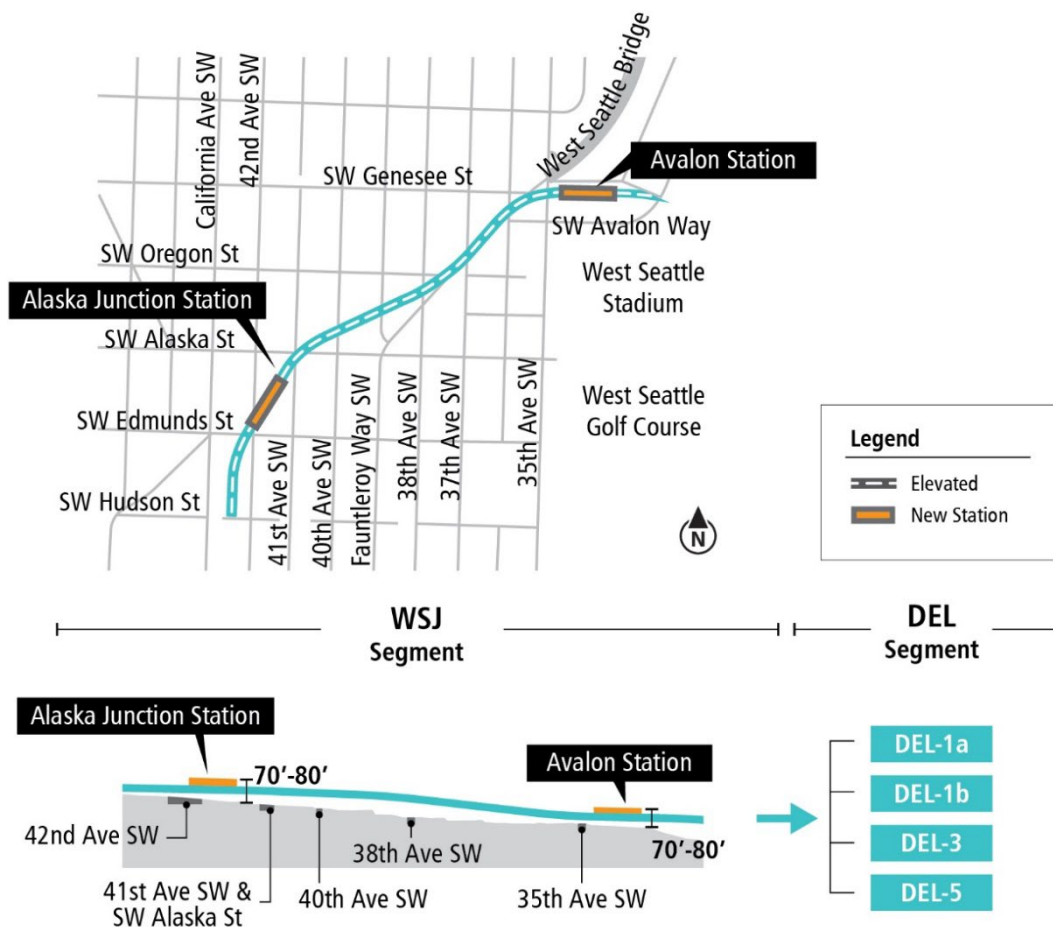 California Ave SW
42nd Ave SW
West Seattle Bridge
Avalon Station
SW Genesee St
SW Avalon Way
SW Oregon St
West Seattle
Stadium
Alaska Junction Station
SW Alaska St
West Seattle
Golf Course
SW Edmunds St
SW Hudson St
41st Ave SW
40th Ave SW
Fauntleroy Way SW
38th Ave SW
37th Ave SW
35th Ave SW
N
Legend
Elevated
New Station
WSJ
Segment
DEL
Segment
Alaska Junction Station
70'-80'
Avalon Station
70'-80'
42nd Ave SW
41st Ave SW &
SW Alaska St
40th Ave SW
38th Ave SW
35th Ave SW
DEL-1a
DEL-1b
DEL-3
DEL-5